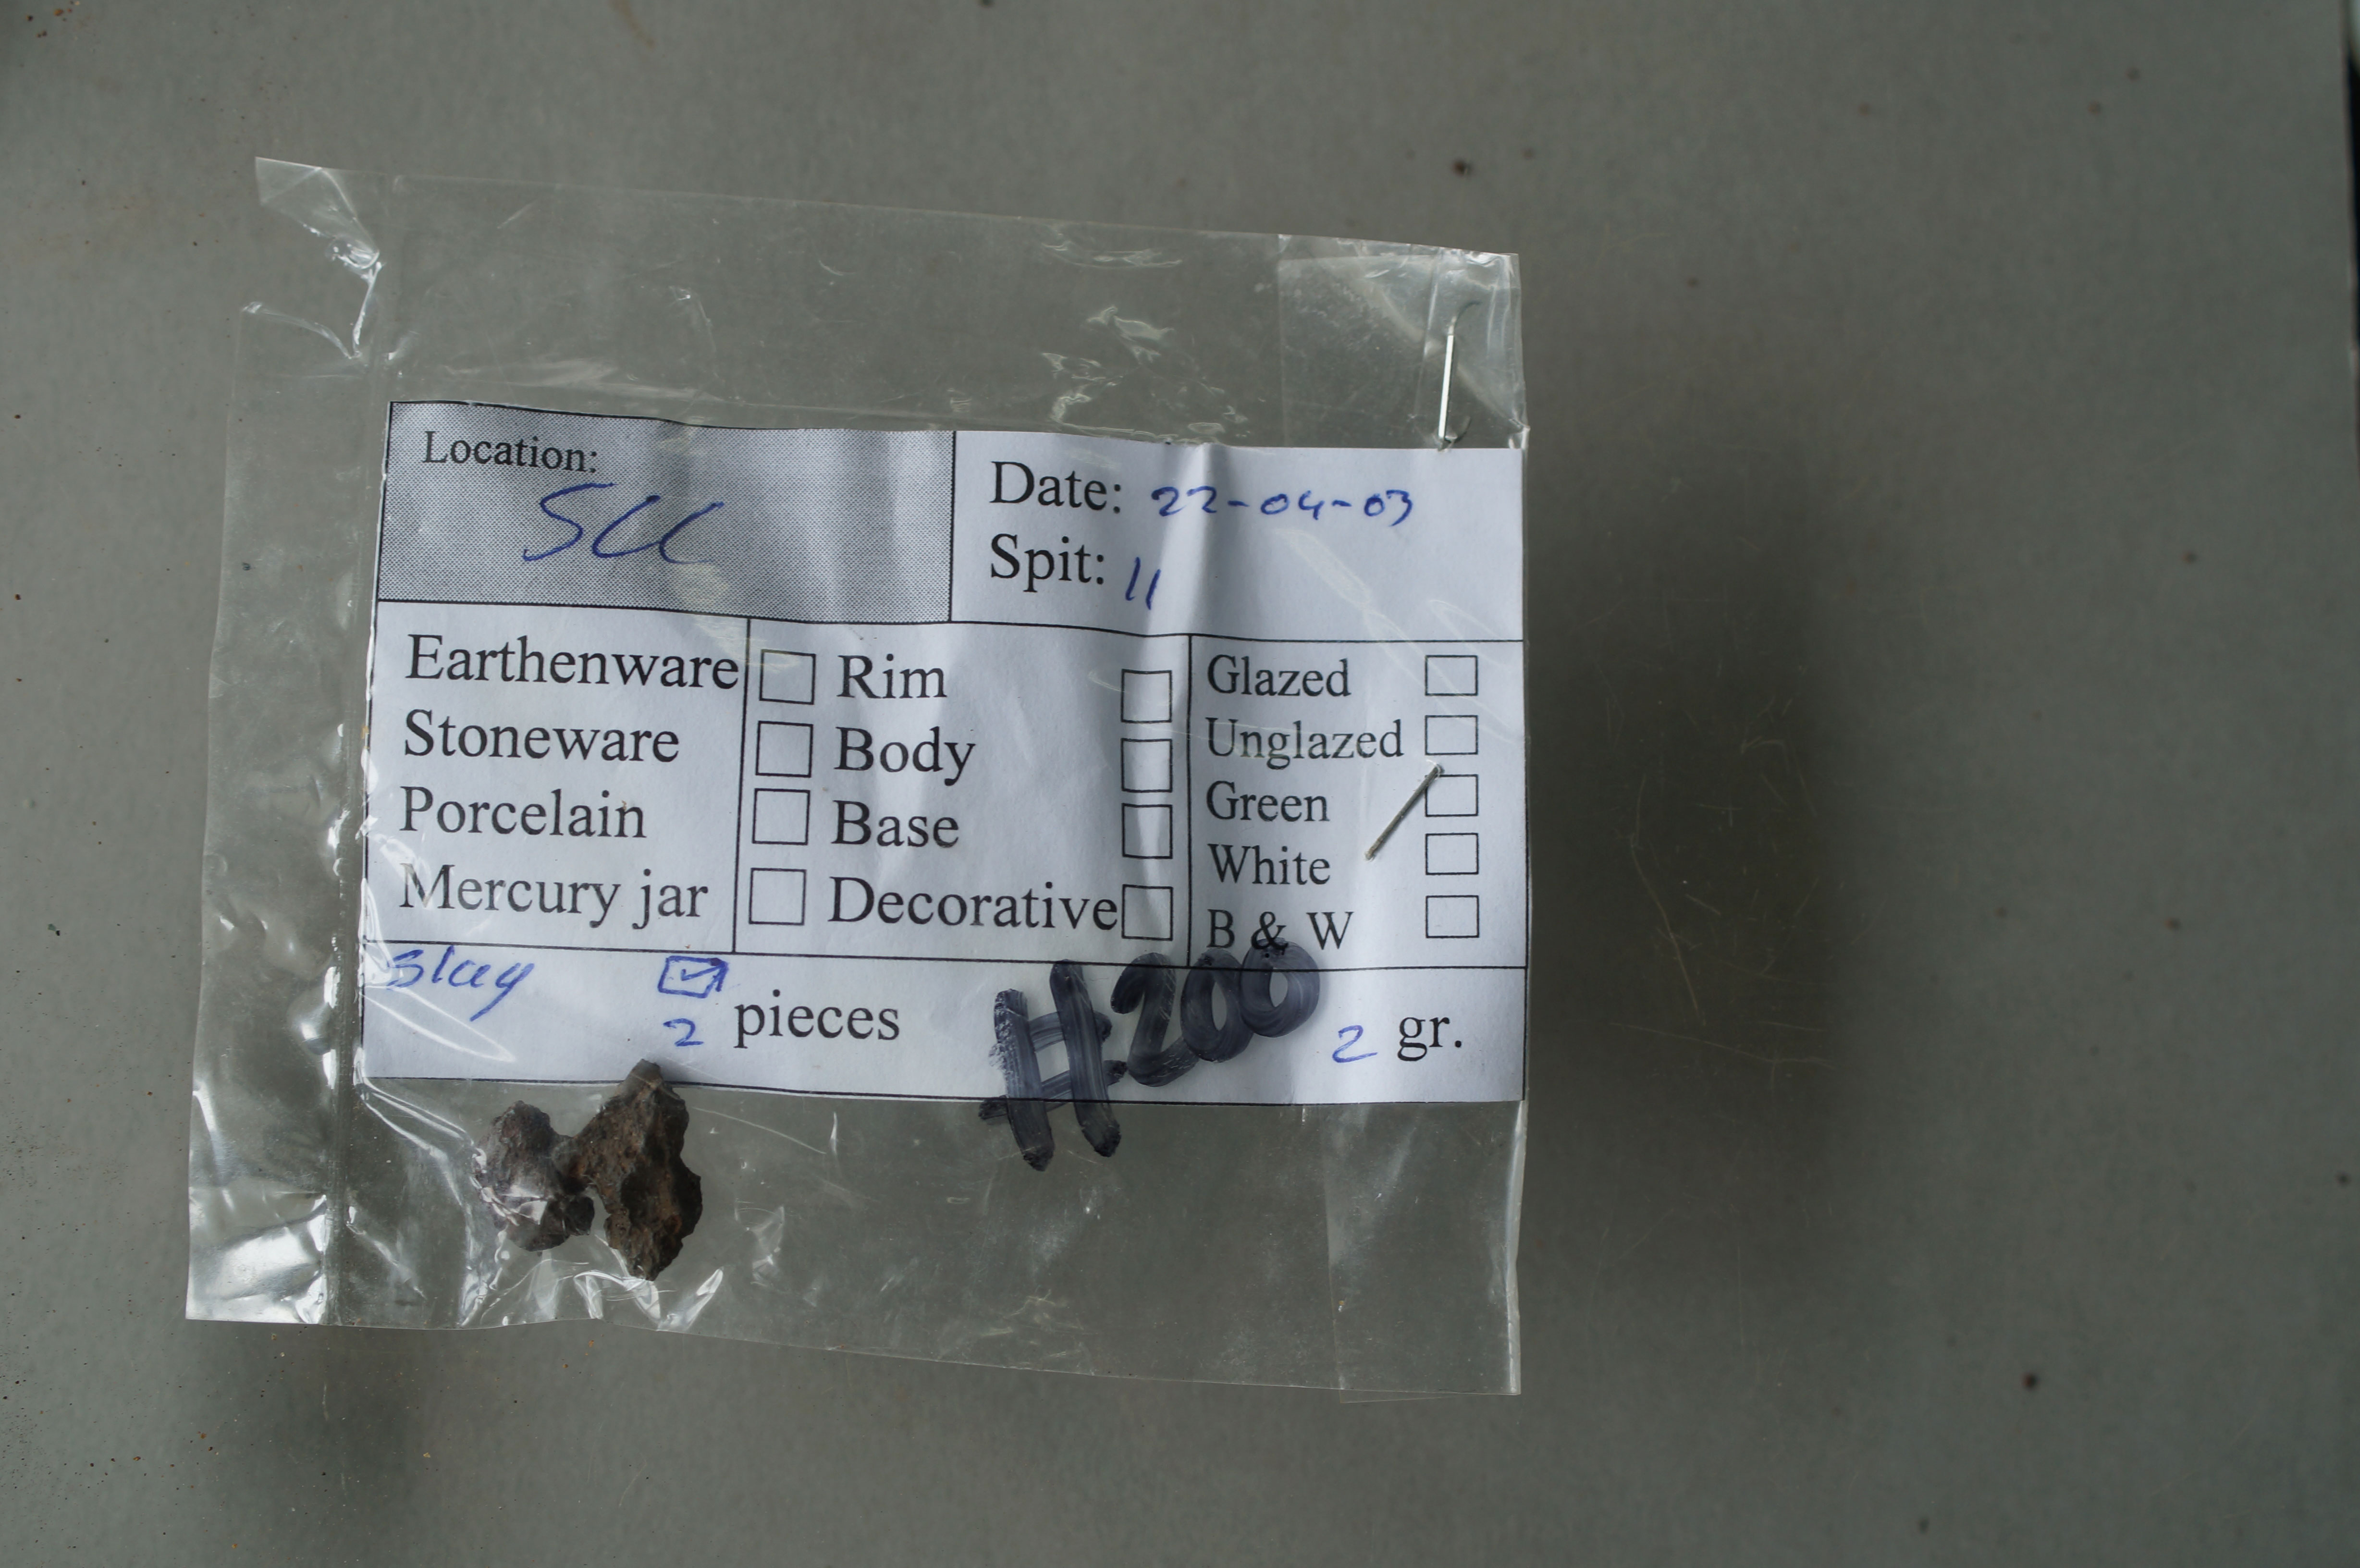 Location:
SCC
Date: 22-04-03
Spit: 11
Earthenware
Stoneware
Porcelain
Mercury jar
Rim
Body
Base
Decorative
Glazed
Unglazed
Green
White
B & W
Slag
2 pieces
#200
2 gr.